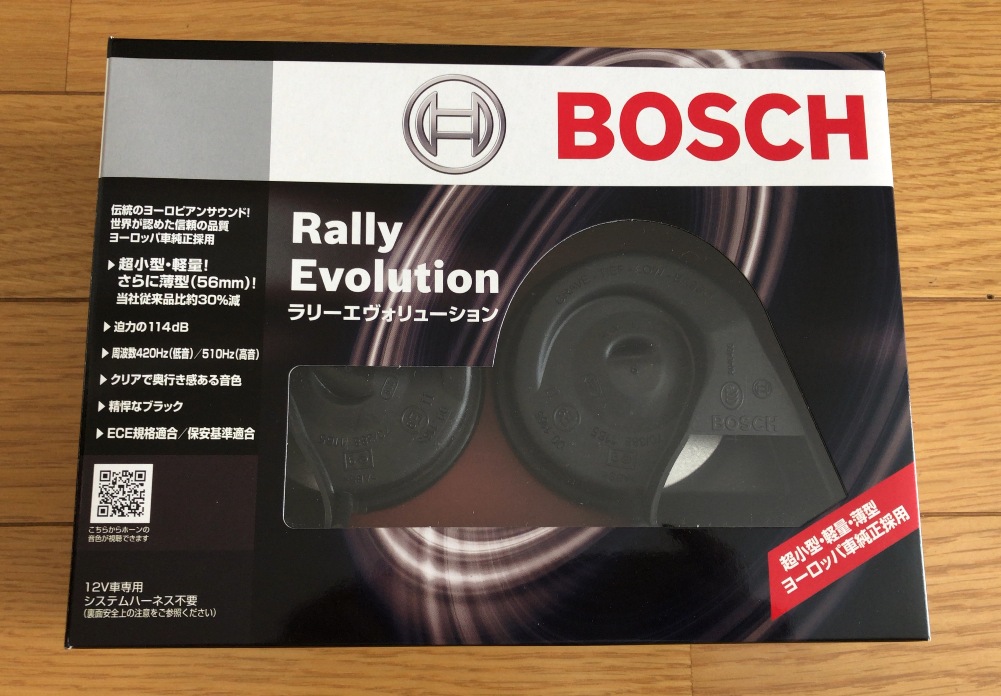 BOSCH
伝統のヨーロピアンサウンド!
世界が認めた信頼の品質
ヨーロッパ車純正採用
超小型・軽量!
さらに薄型(56mm)!
当社従来品比約30%減
迫力の114dB
周波数420Hz(低音)/510Hz(高音)
クリアで奥行き感ある音色
精悍なブラック
ECE規格適合/保安基準適合
こちらからホーンの
音色が視聴できます
12V車専用
システムハーネス不要
(裏面安全上の注意をご参照ください)
Rally
Evolution
ラリーエヴォリューション
BOSCH
超小型・軽量・薄型
ヨーロッパ車純正採用